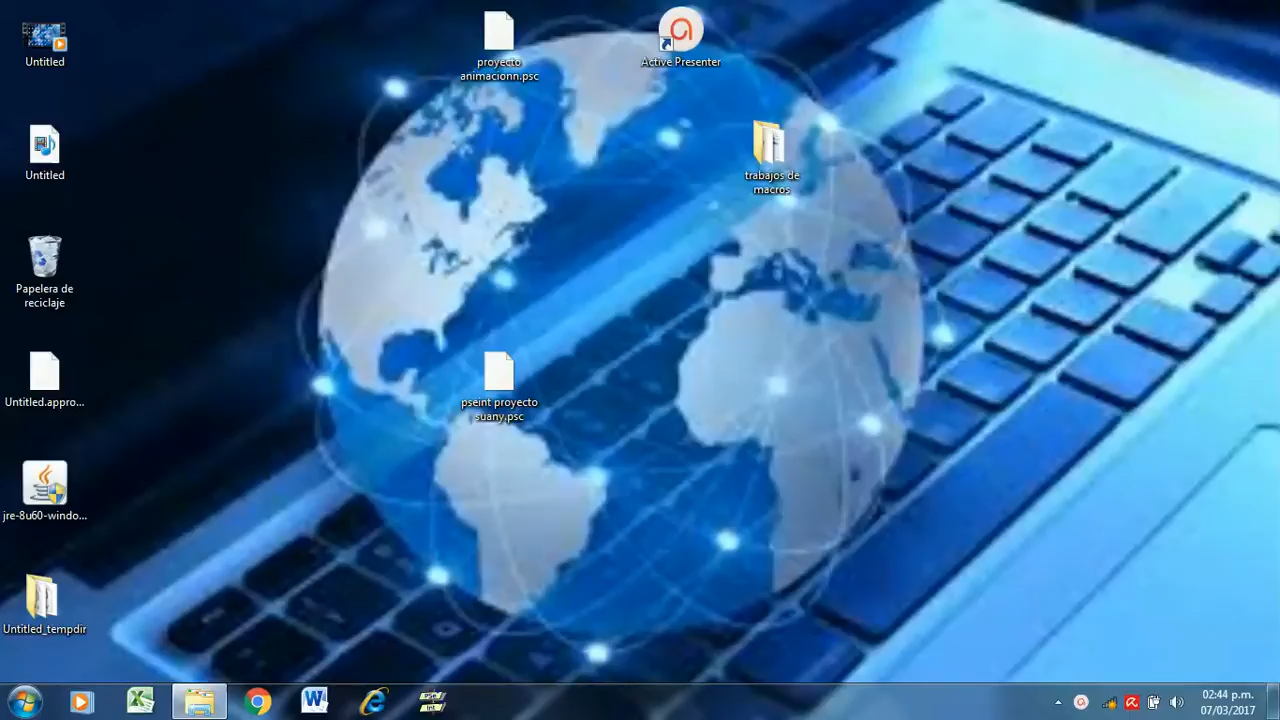 Untitled
proyecto
animacionn.psc
Active Presenter
Untitled
trabajos de
macros
Papelera de
reciclaje
Untitled.appro...
pseint proyecto
suany.psc
jre-8u60-windo...
Untitled_tempdir
02:44 p.m.
07/03/2017